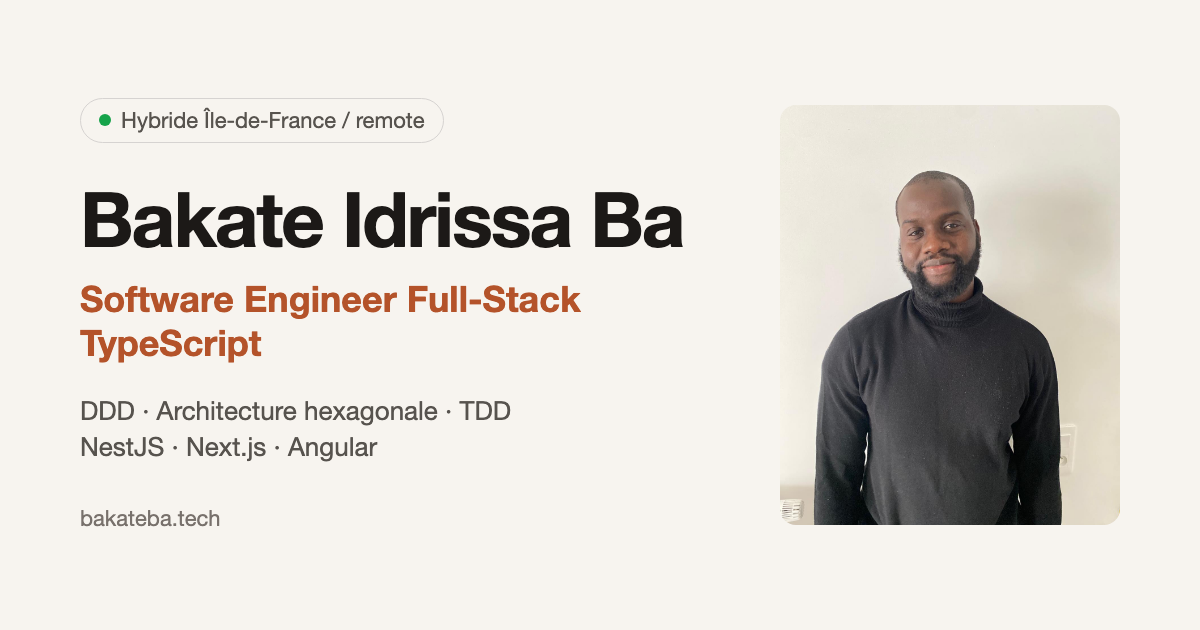 Hybride Île-de-France / remote
Bakate Idrissa Ba
Software Engineer Full-Stack
TypeScript
DDD · Architecture hexagonale · TDD
NestJS · Next.js · Angular
bakateba.tech